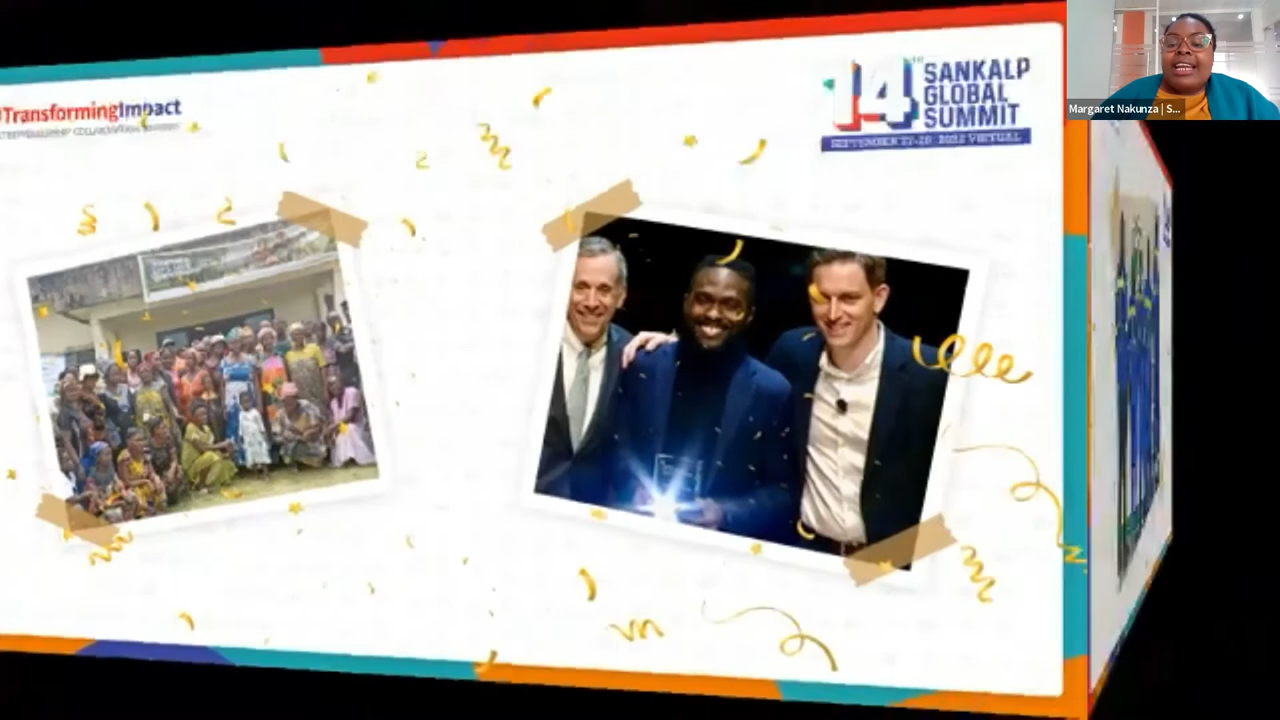 #TransformingImpact
14TH SANKALP
GLOBAL
SUMMIT
SEPTEMBER 27-28 2022 VIRTUAL
Margaret Nakunza | S...